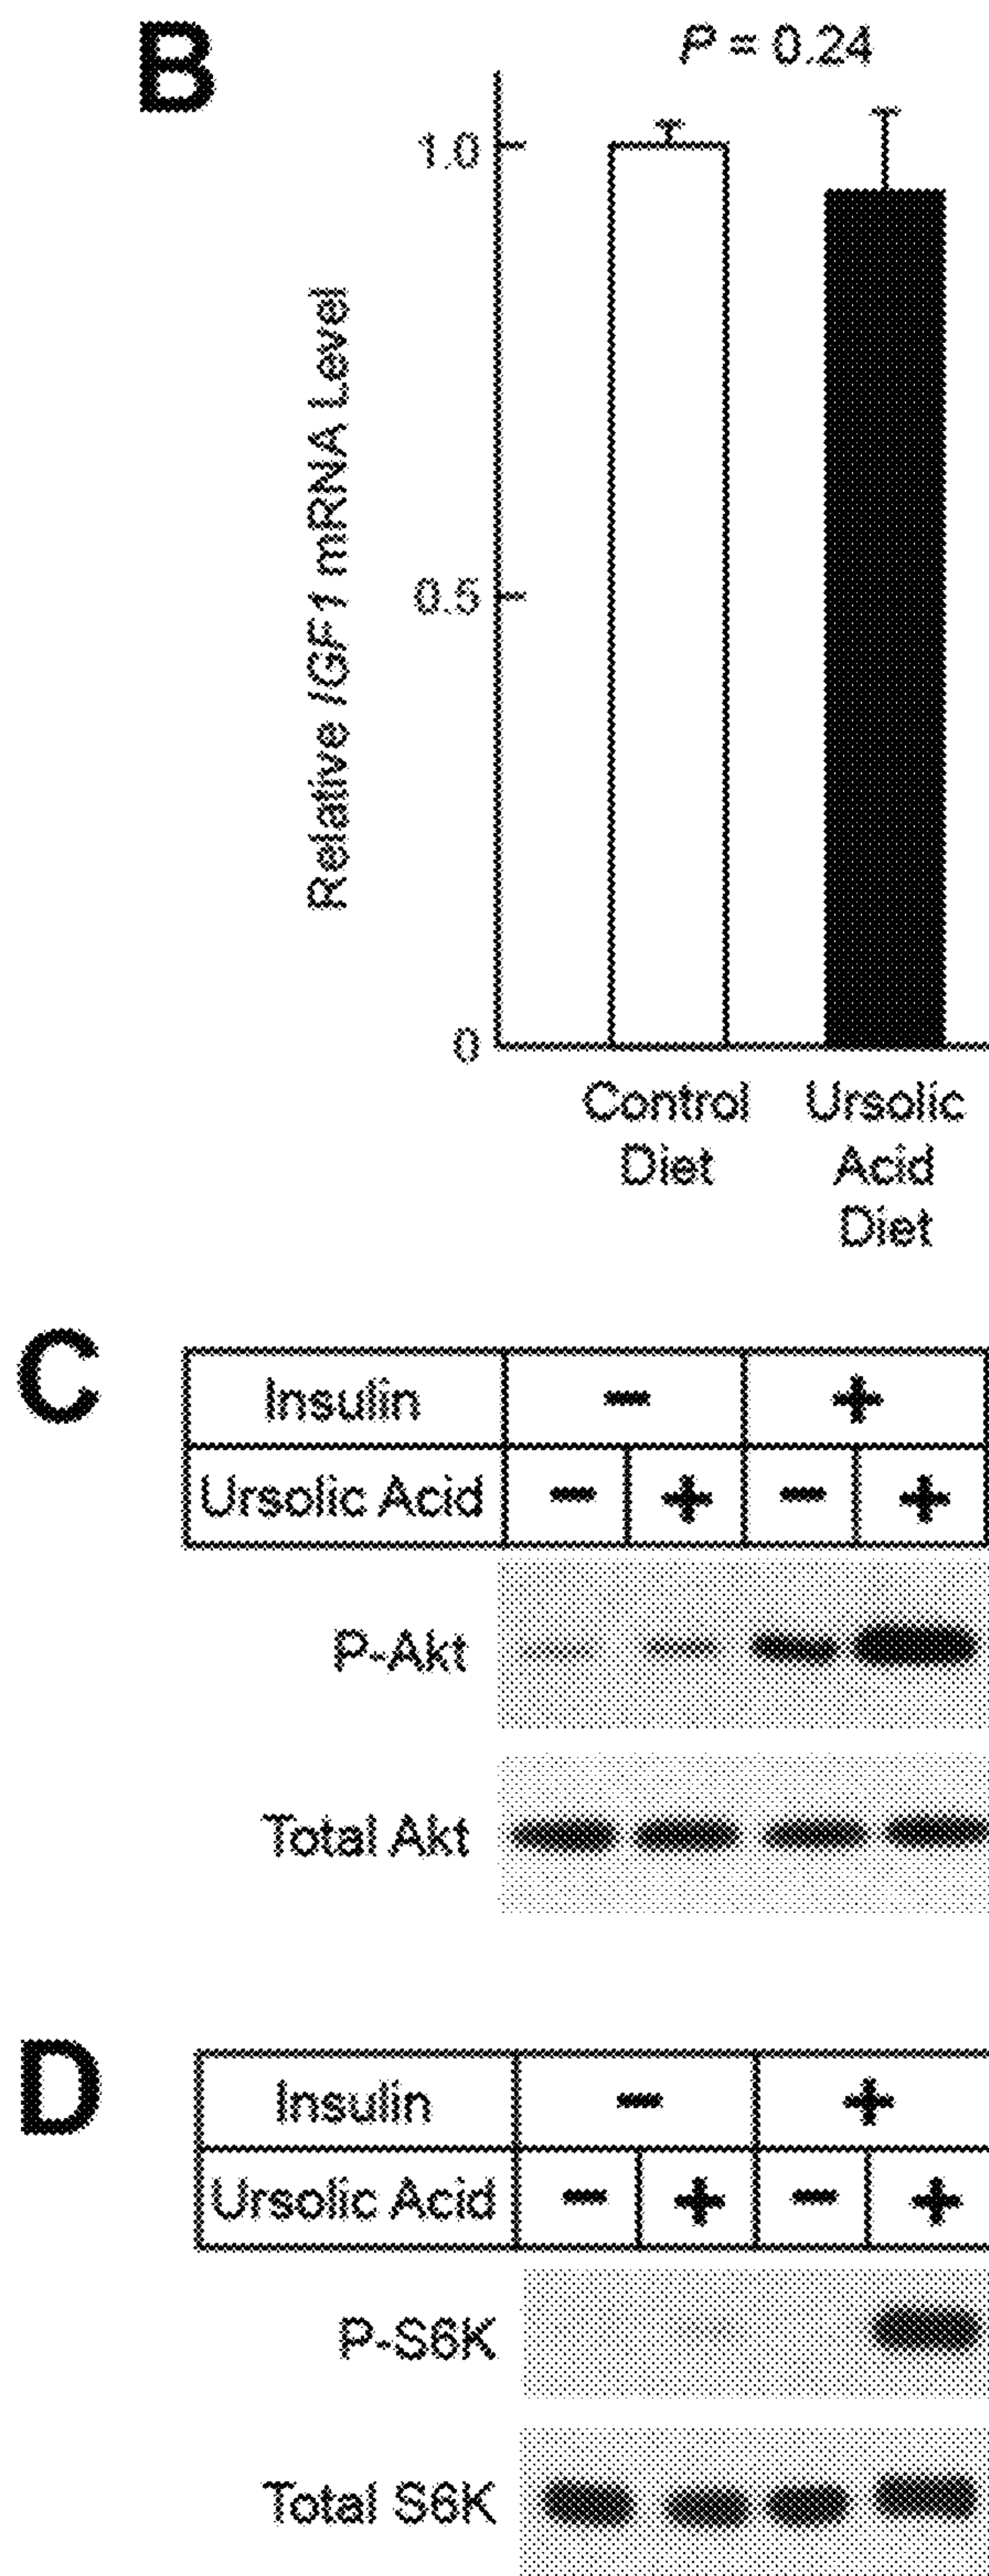 B
P = 0.24
1.0
0.5
0
Relative IGF1 mRNA Level
Control Diet
Ursolic Acid Diet
C
Insulin − +
Ursolic Acid − + − +
P-Akt
Total Akt
D
Insulin − +
Ursolic Acid − + − +
P-S6K
Total S6K